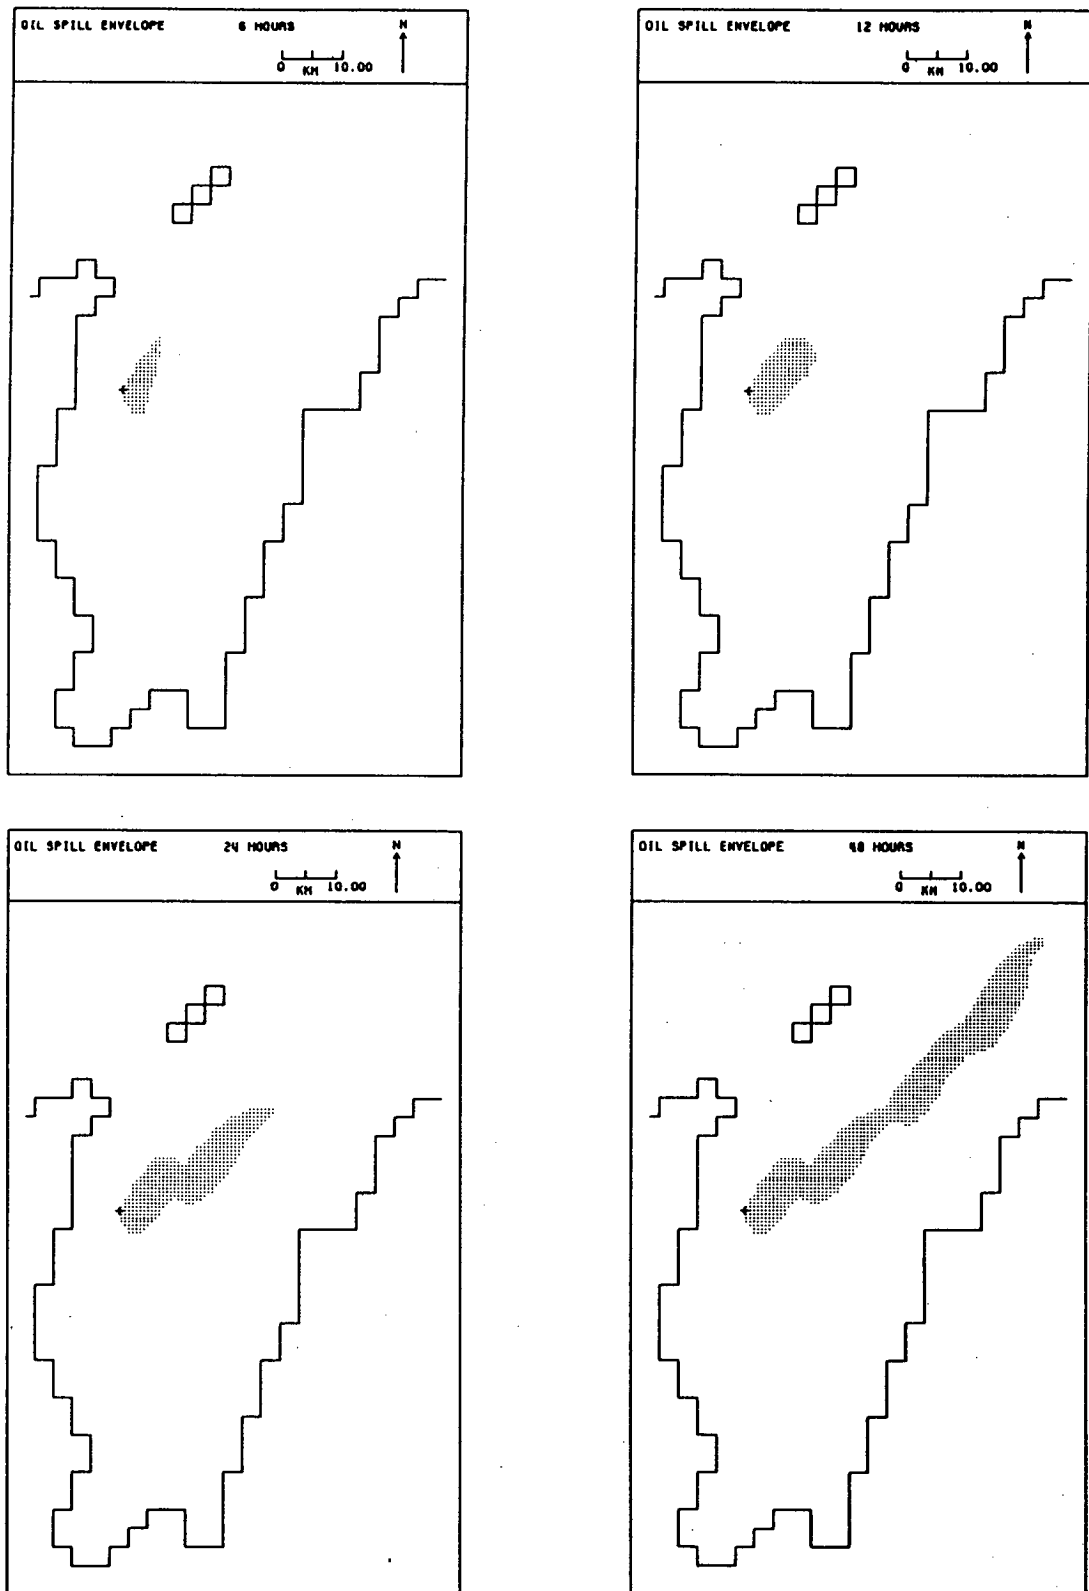 OIL SPILL ENVELOPE 6 HOURS N
0 KM 10.00
OIL SPILL ENVELOPE 12 HOURS N
0 KM 10.00
OIL SPILL ENVELOPE 24 HOURS N
0 KM 10.00
OIL SPILL ENVELOPE 48 HOURS N
0 KM 10.00